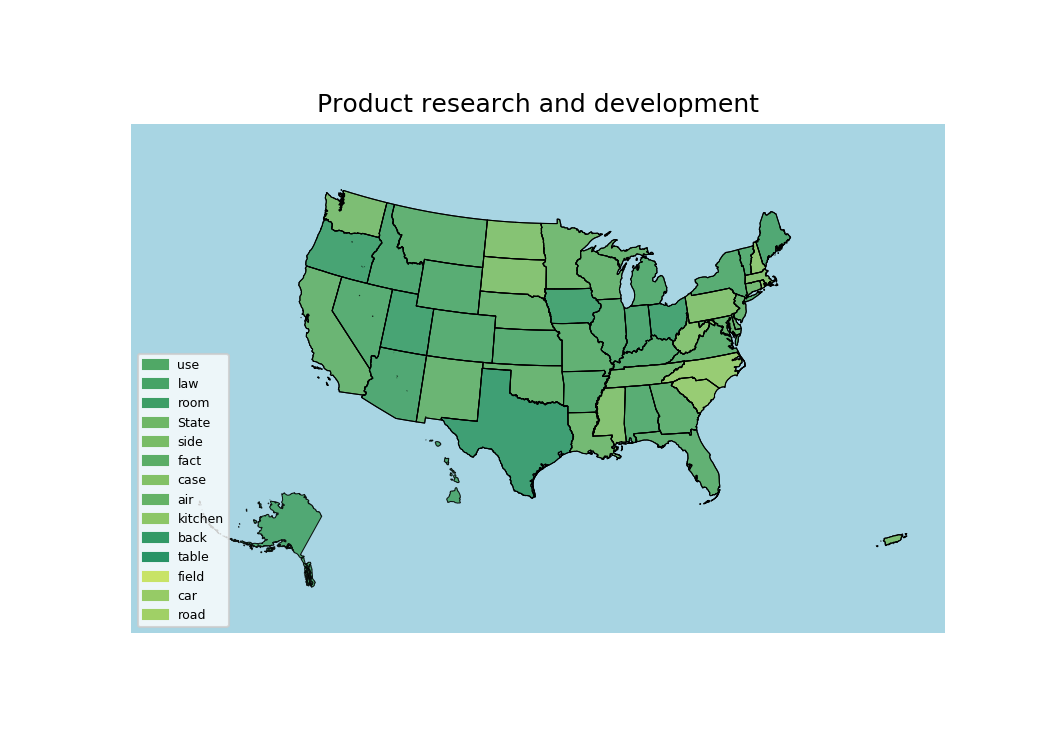 Product research and development
use
law
room
State
side
fact
case
air
kitchen
back
table
field
car
road